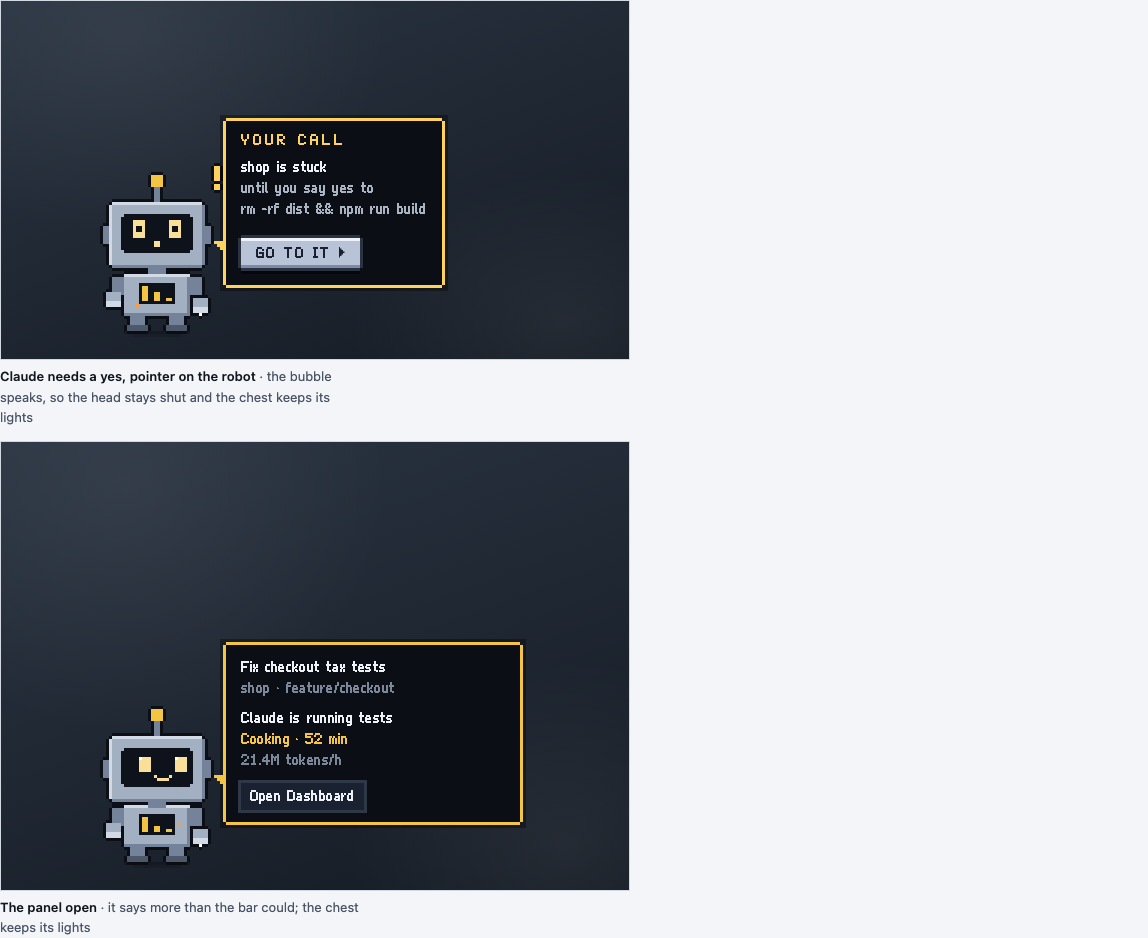 YOUR CALL
shop is stuck
until you say yes to
rm -rf dist && npm run build
GO TO IT
Claude needs a yes, pointer on the robot · the bubble
speaks, so the head stays shut and the chest keeps its
lights
Fix checkout tax tests
shop · feature/checkout
Claude is running tests
Cooking · 52 min
21.4M tokens/h
Open Dashboard
The panel open · it says more than the bar could; the chest
keeps its lights